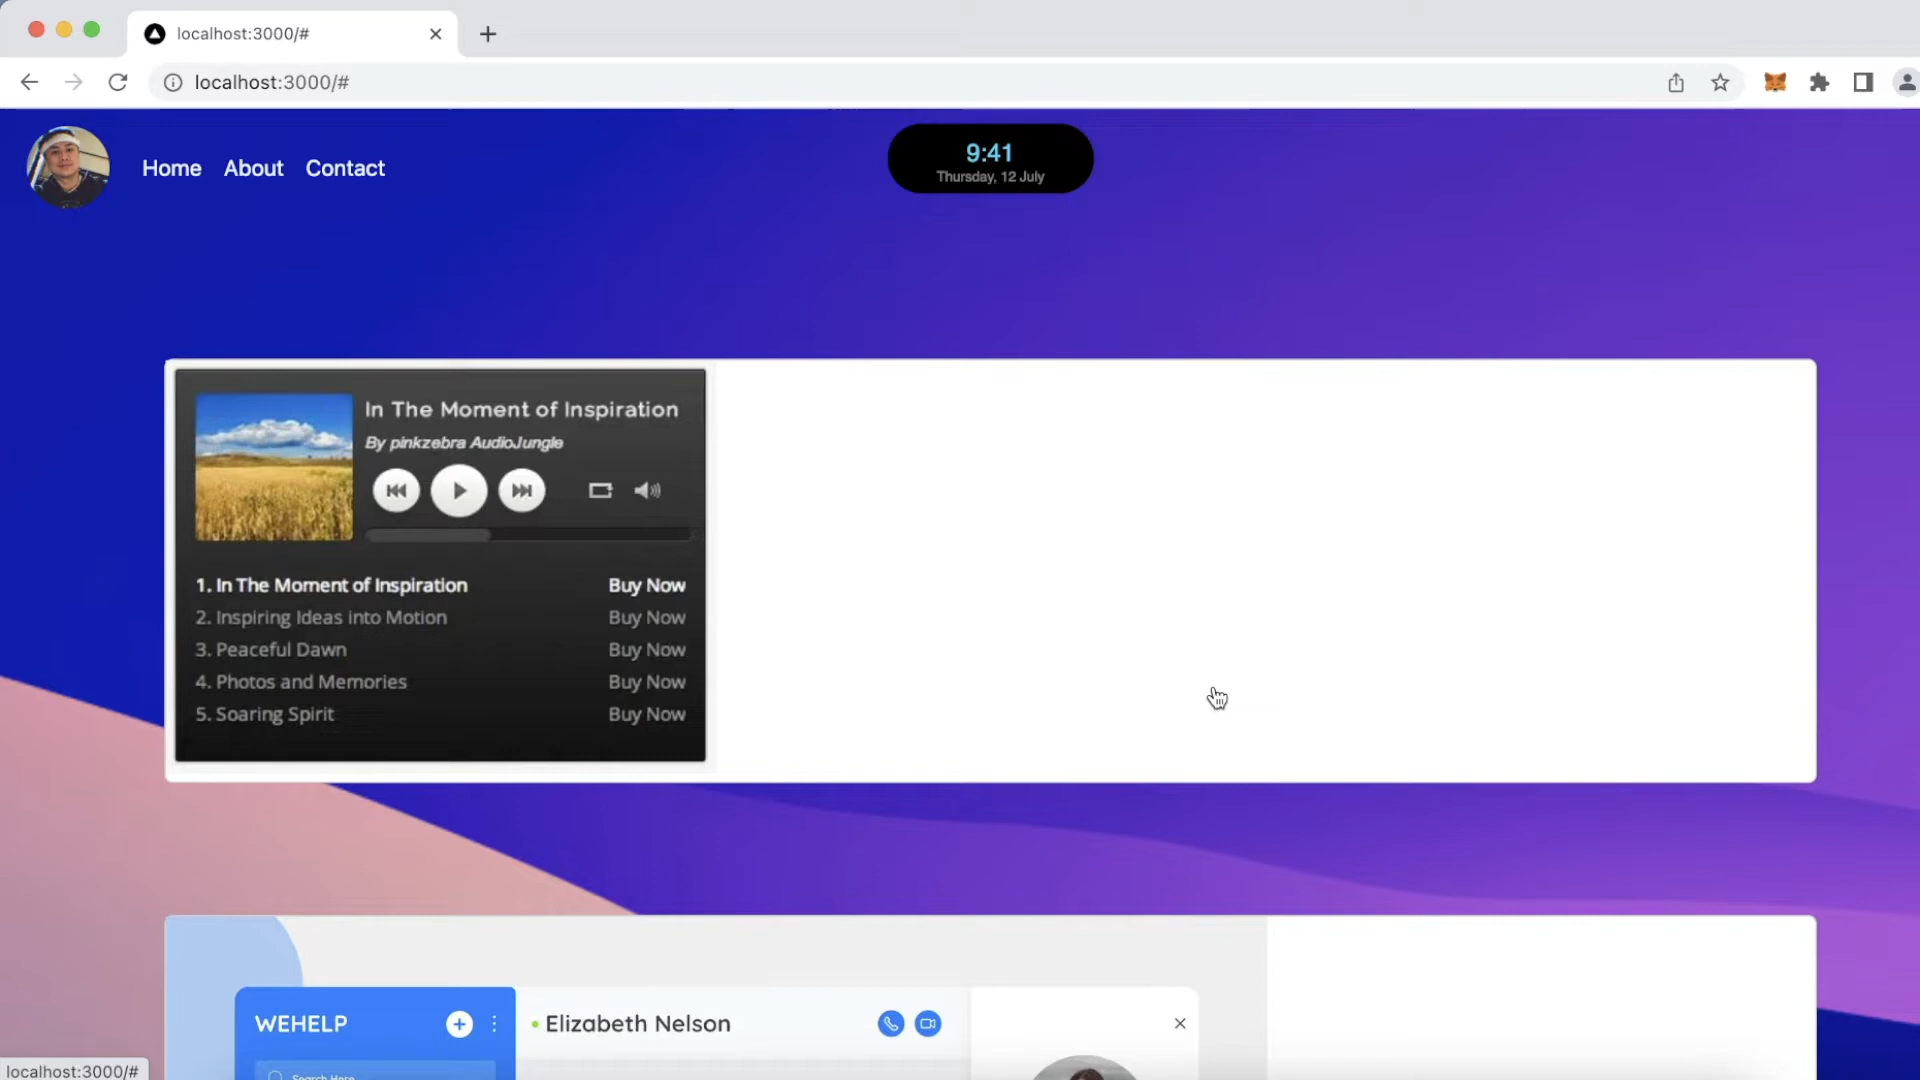 localhost:3000/#
localhost:3000/#
Home About Contact
9:41
Thursday, 12 July
In The Moment of Inspiration
By pinkzebra AudioJungle
1. In The Moment of Inspiration Buy Now
2. Inspiring Ideas into Motion Buy Now
3. Peaceful Dawn Buy Now
4. Photos and Memories Buy Now
5. Soaring Spirit Buy Now
WEHELP
Elizabeth Nelson
Search Here
localhost:3000/#